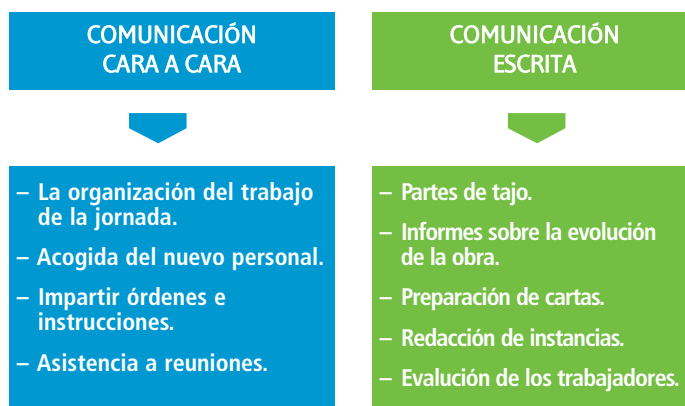 COMUNICACIÓN
CARA A CARA
– La organización del trabajo
de la jornada.
– Acogida del nuevo personal.
– Impartir órdenes e
instrucciones.
– Asistencia a reuniones.
COMUNICACIÓN
ESCRITA
– Partes de tajo.
– Informes sobre la evolución
de la obra.
– Preparación de cartas.
– Redacción de instancias.
– Evalución de los trabajadores.